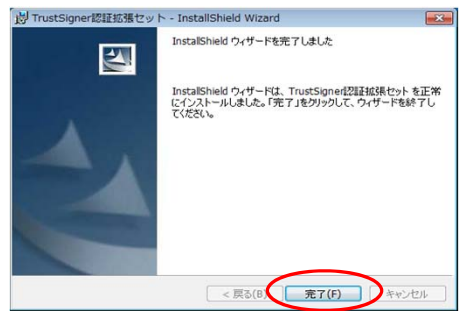 TrustSigner認証拡張セット - InstallShield Wizard
InstallShield ウィザードを完了しました
InstallShield ウィザードは、TrustSigner認証拡張セット を正常
にインストールしました。「完了」をクリックして、ウィザードを終了し
てください。
< 戻る(B) 完了(F) キャンセル